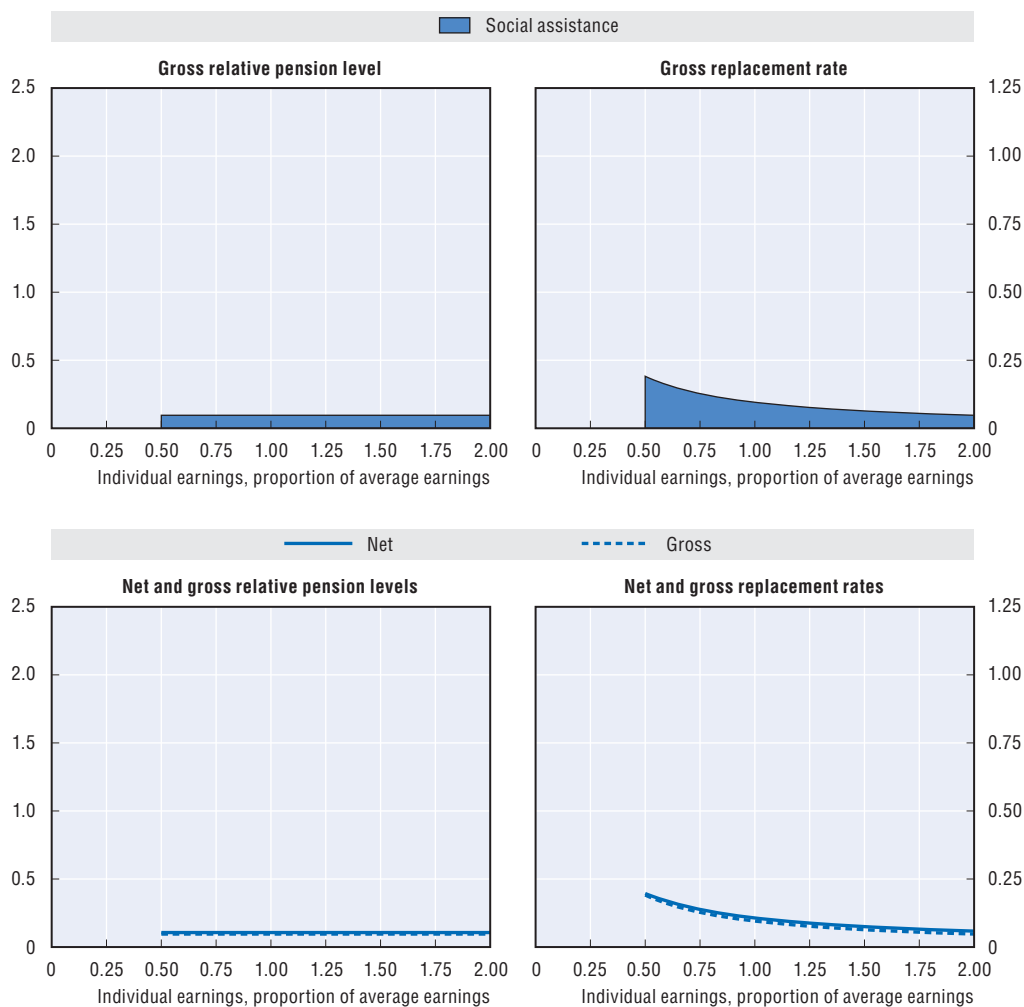 Social assistance
Gross relative pension level
2.5
2.0
1.5
1.0
0.5
0
0 0.25 0.50 0.75 1.00 1.25 1.50 1.75 2.00
Individual earnings, proportion of average earnings
Gross replacement rate
1.25
1.00
0.75
0.50
0.25
0
0 0.25 0.50 0.75 1.00 1.25 1.50 1.75 2.00
Individual earnings, proportion of average earnings
Net Gross
Net and gross relative pension levels
2.5
2.0
1.5
1.0
0.5
0
0 0.25 0.50 0.75 1.00 1.25 1.50 1.75 2.00
Individual earnings, proportion of average earnings
Net and gross replacement rates
1.25
1.00
0.75
0.50
0.25
0
0 0.25 0.50 0.75 1.00 1.25 1.50 1.75 2.00
Individual earnings, proportion of average earnings